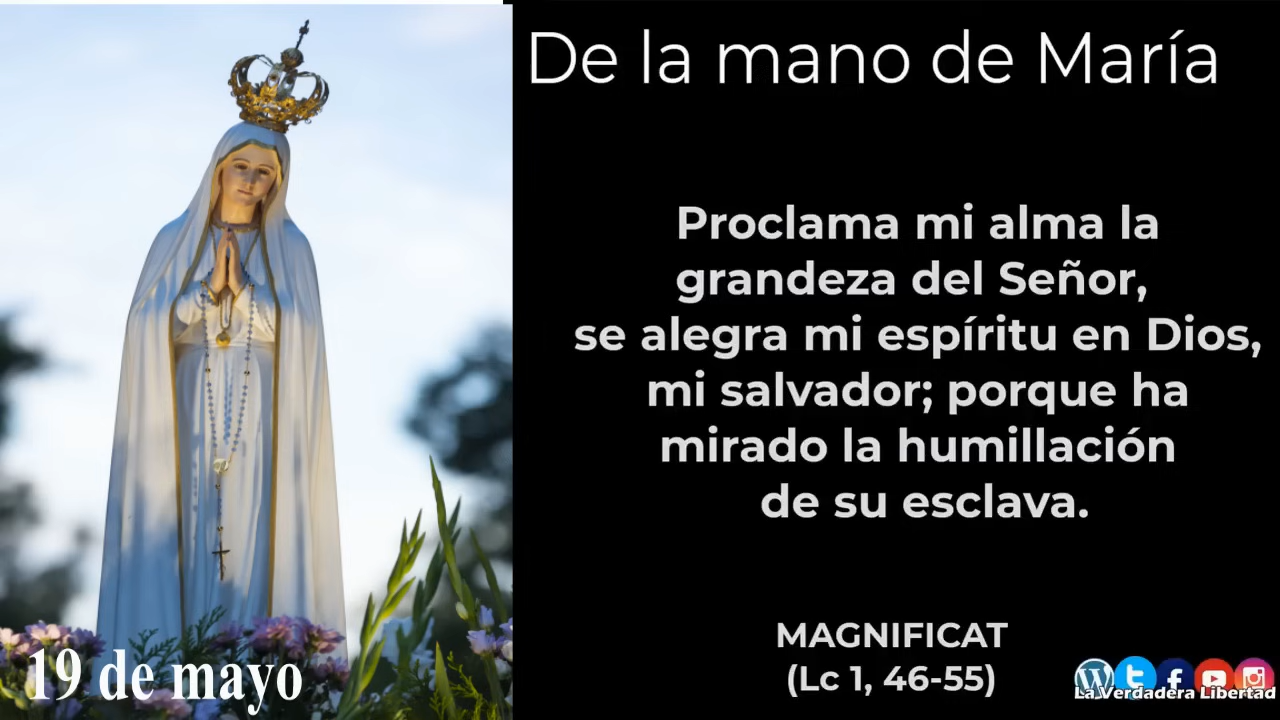 De la mano de María
Proclama mi alma la
grandeza del Señor,
se alegra mi espíritu en Dios,
mi salvador; porque ha
mirado la humillación
de su esclava.
MAGNIFICAT
(Lc 1, 46-55)
19 de mayo
La Verdadera Libertad